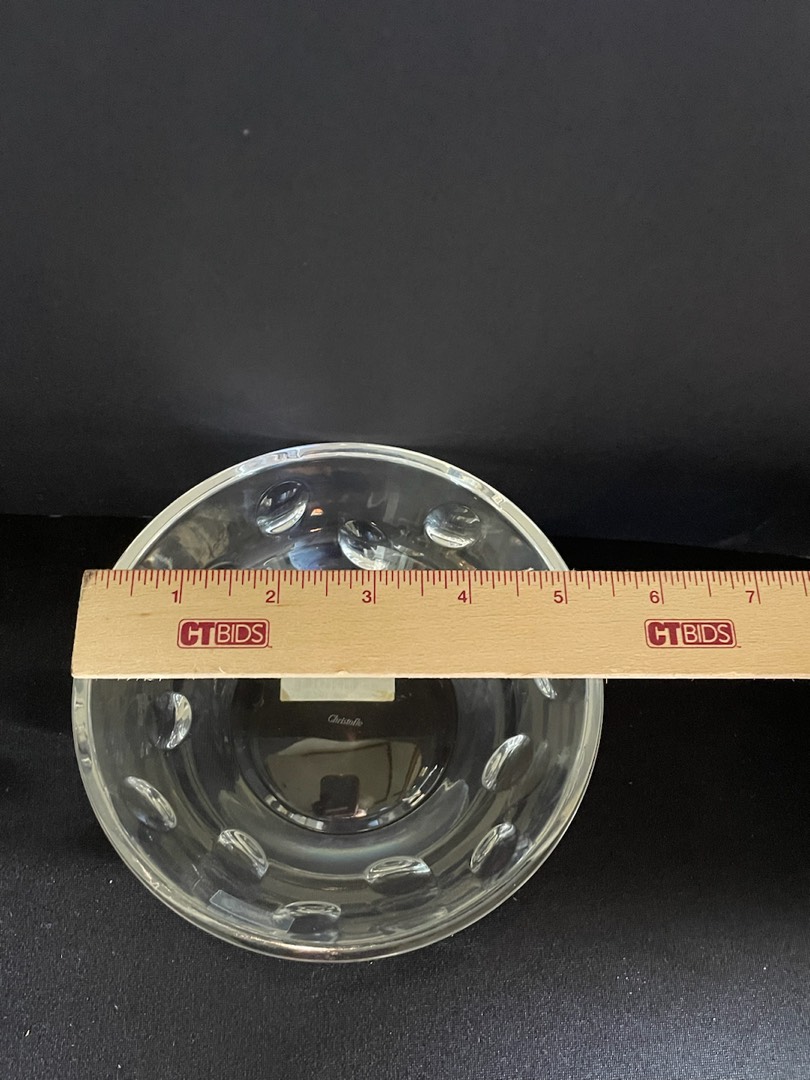 1 2 3 4 5 6 7
CTBIDS CTBIDS
Christofle